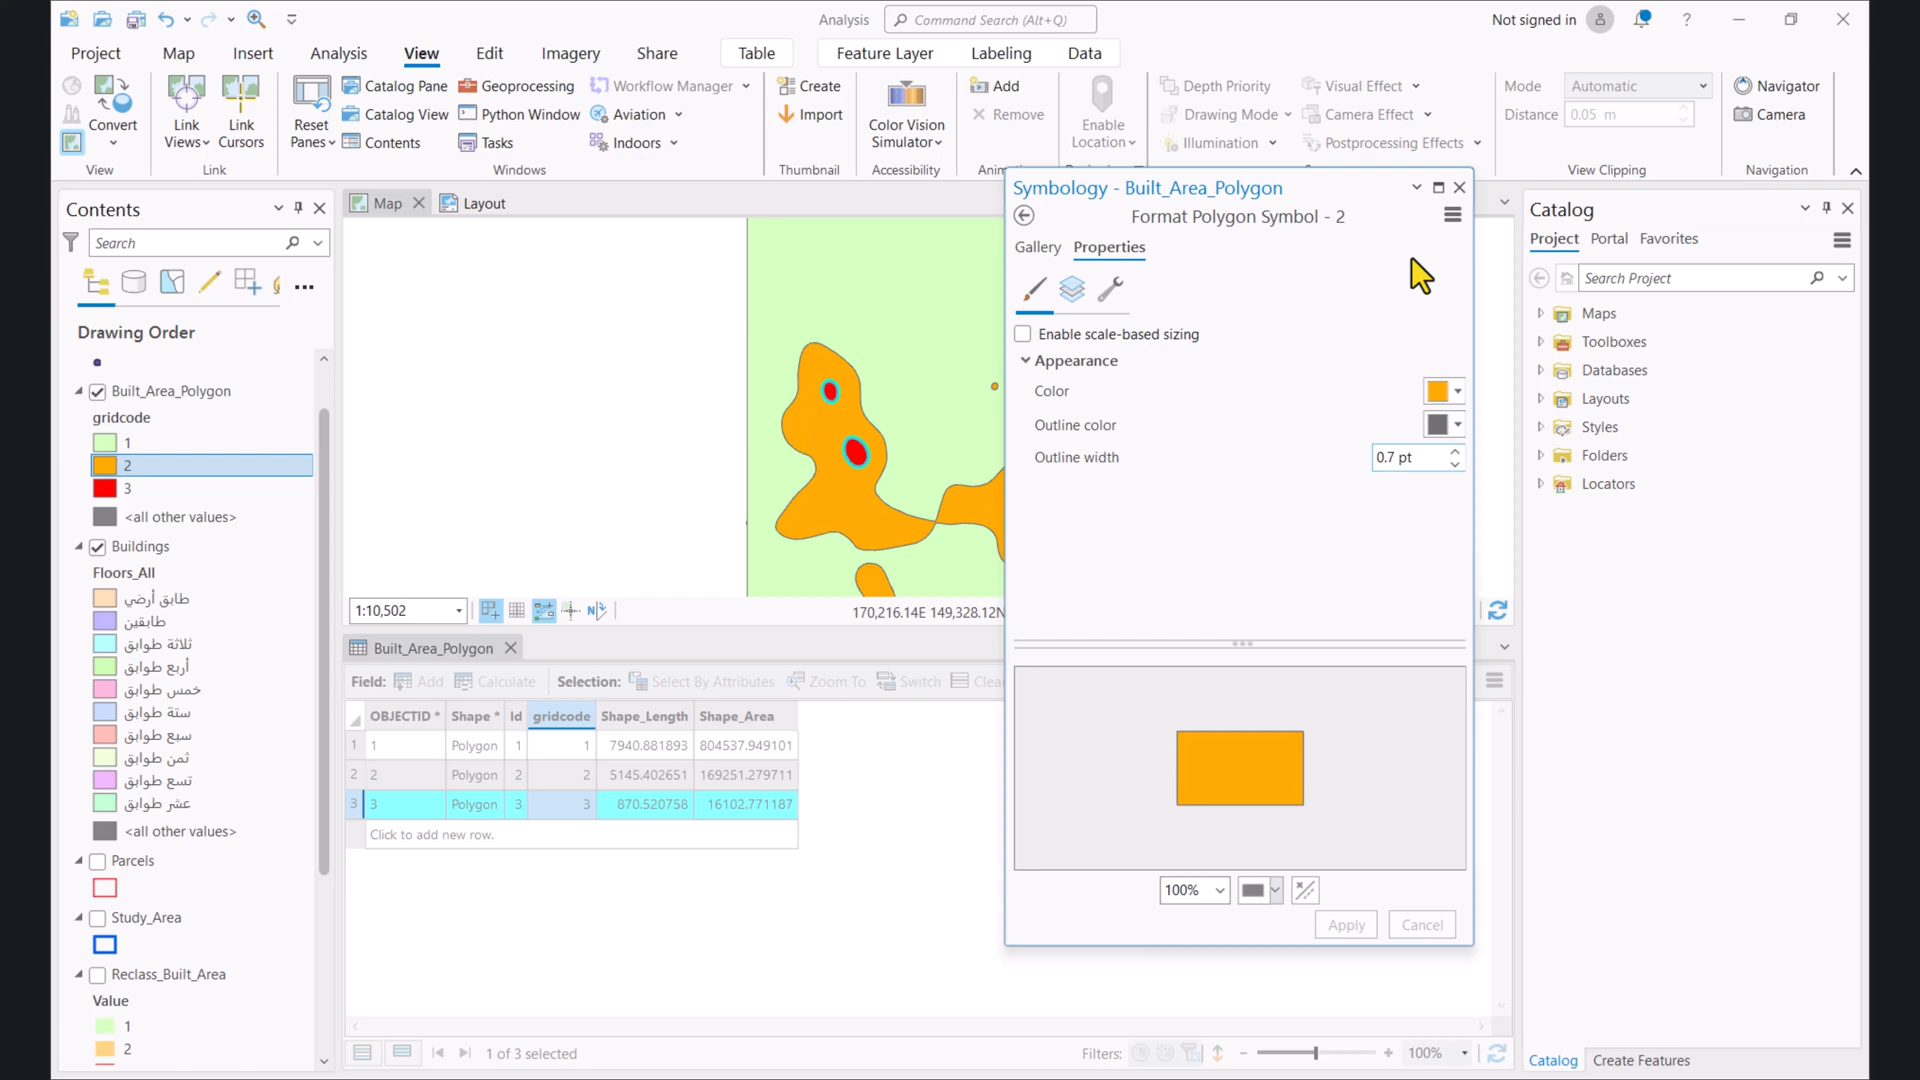 Analysis
Command Search (Alt+Q)
Not signed in
?
Project
Map
Insert
Analysis
View
Edit
Imagery
Share
Table
Feature Layer
Labeling
Data
Convert
View
Link Views
Link Cursors
Link
Reset Panes
Catalog Pane
Catalog View
Contents
Geoprocessing
Python Window
Tasks
Workflow Manager
Aviation
Indoors
Windows
Create
Import
Thumbnail
Color Vision Simulator
Accessibility
Add
Remove
Enable Location
Depth Priority
Drawing Mode
Illumination
Visual Effect
Camera Effect
Postprocessing Effects
Mode
Automatic
Distance
0.05 m
View Clipping
Navigator
Camera
Navigation
Contents
Search
Drawing Order
Built_Area_Polygon
gridcode
1
2
3
<all other values>
Buildings
Floors_All
طابق أرضي
طابقين
ثلاثة طوابق
أربع طوابق
خمس طوابق
ستة طوابق
سبع طوابق
ثمن طوابق
تسع طوابق
عشر طوابق
<all other values>
Parcels
Study_Area
Reclass_Built_Area
Value
1
2
Map
Layout
1:10,502
170,216.14E 149,328.12N
Built_Area_Polygon
Field:
Add
Calculate
Selection:
Select By Attributes
Zoom To
Switch
OBJECTID * Shape * Id gridcode Shape_Length Shape_Area
1 1 Polygon 1 1 7940.881893 804537.949101
2 2 Polygon 2 2 5145.402651 169251.279711
3 3 Polygon 3 3 870.520758 16102.771187
Click to add new row.
1 of 3 selected
Filters:
100%
Symbology - Built_Area_Polygon
Format Polygon Symbol - 2
Gallery
Properties
Enable scale-based sizing
Appearance
Color
Outline color
Outline width
0.7 pt
100%
Apply
Cancel
Catalog
Project
Portal
Favorites
Search Project
Maps
Toolboxes
Databases
Layouts
Styles
Folders
Locators
Catalog
Create Features